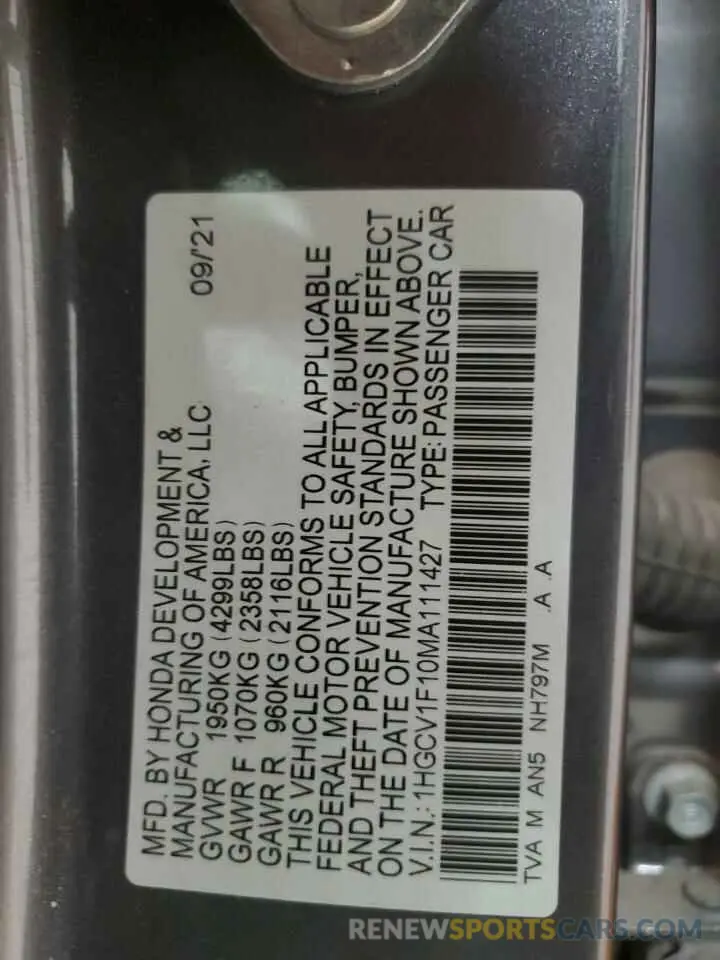 MFD. BY HONDA DEVELOPMENT &
MANUFACTURING OF AMERICA, LLC 09/'21
GVWR 1950KG (4299LBS)
GAWR F 1070KG (2358LBS)
GAWR R 960KG (2116LBS)
THIS VEHICLE CONFORMS TO ALL APPLICABLE
FEDERAL MOTOR VEHICLE SAFETY, BUMPER,
AND THEFT PREVENTION STANDARDS IN EFFECT
ON THE DATE OF MANUFACTURE SHOWN ABOVE.
V.I.N.: 1HGCV1F10MA111427 TYPE: PASSENGER CAR
TVA M AN5 NH797M .A .A
RENEWSPORTSCARS.COM